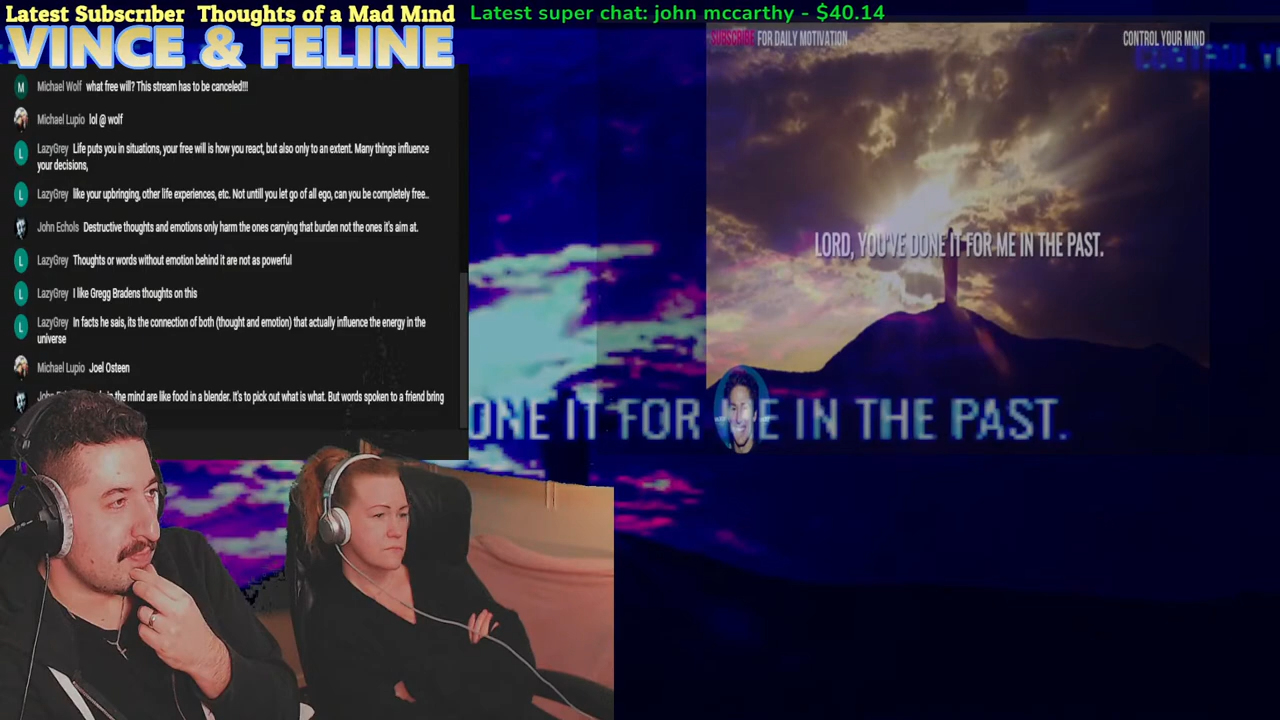 Latest Subscriber Thoughts of a Mad Mind
Latest super chat: john mccarthy - $40.14
VINCE & FELINE
SUBSCRIBE FOR DAILY MOTIVATION
CONTROL YOUR MIND
M Michael Wolf what free will? This stream has to be canceled!!!
Michael Lupio lol @ wolf
L LazyGrey Life puts you in situations, your free will is how you react, but also only to an extent. Many things influence
your decisions,
L LazyGrey like your upbringing, other life experiences, etc. Not untill you let go of all ego, can you be completely free..
John Echols Destructive thoughts and emotions only harm the ones carrying that burden not the ones it's aim at.
L LazyGrey Thoughts or words without emotion behind it are not as powerful
L LazyGrey I like Gregg Bradens thoughts on this
L LazyGrey In facts he sais, its the connection of both (thought and emotion) that actually influence the energy in the
universe
Michael Lupio Joel Osteen
the mind are like food in a blender. It's to pick out what is what. But words spoken to a friend bring
LORD, YOU'VE DONE IT FOR ME IN THE PAST.
ONE IT FOR ME IN THE PAST.